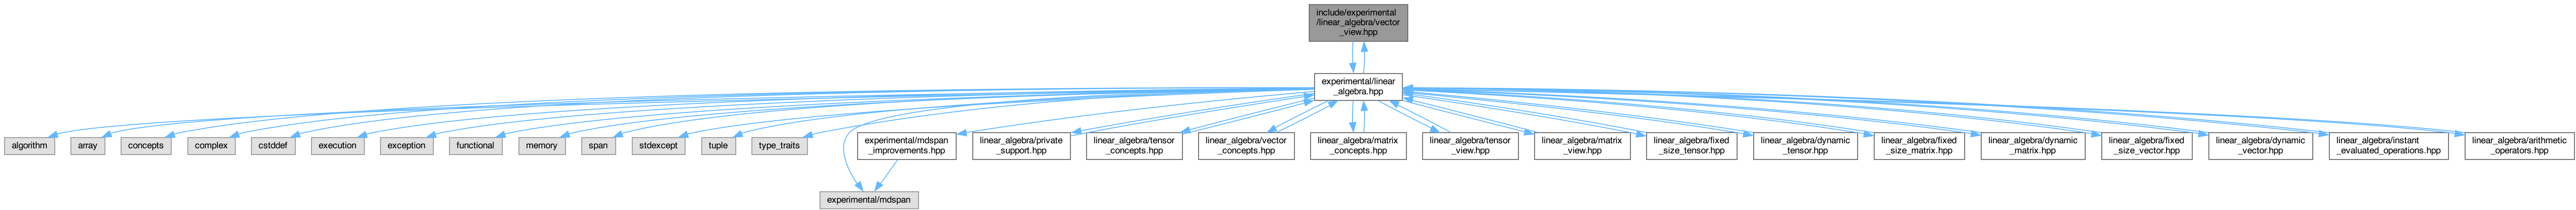 include/experimental
/linear_algebra/vector
_view.hpp
experimental/linear
_algebra.hpp
algorithm
array
concepts
complex
cstddef
execution
exception
functional
memory
span
stdexcept
tuple
type_traits
experimental/mdspan
_improvements.hpp
linear_algebra/private
_support.hpp
linear_algebra/tensor
_concepts.hpp
linear_algebra/vector
_concepts.hpp
linear_algebra/matrix
_concepts.hpp
linear_algebra/tensor
_view.hpp
linear_algebra/matrix
_view.hpp
linear_algebra/fixed
_size_tensor.hpp
linear_algebra/dynamic
_tensor.hpp
linear_algebra/fixed
_size_matrix.hpp
linear_algebra/dynamic
_matrix.hpp
linear_algebra/fixed
_size_vector.hpp
linear_algebra/dynamic
_vector.hpp
linear_algebra/instant
_evaluated_operations.hpp
linear_algebra/arithmetic
_operators.hpp
experimental/mdspan